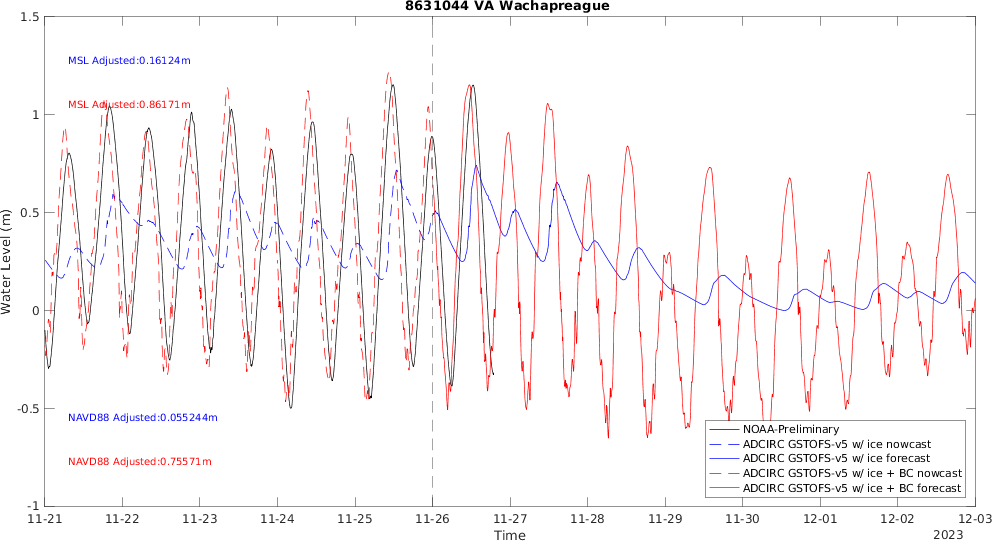 8631044 VA Wachapreague
1.5
1
0.5
0
-0.5
-1
Water Level (m)
MSL Adjusted:0.16124m
MSL Adjusted:0.86171m
NAVD88 Adjusted:0.055244m
NAVD88 Adjusted:0.75571m
NOAA-Preliminary
ADCIRC GSTOFS-v5 w/ ice nowcast
ADCIRC GSTOFS-v5 w/ ice forecast
ADCIRC GSTOFS-v5 w/ ice + BC nowcast
ADCIRC GSTOFS-v5 w/ ice + BC forecast
11-21 11-22 11-23 11-24 11-25 11-26 11-27 11-28 11-29 11-30 12-01 12-02 12-03
Time
2023